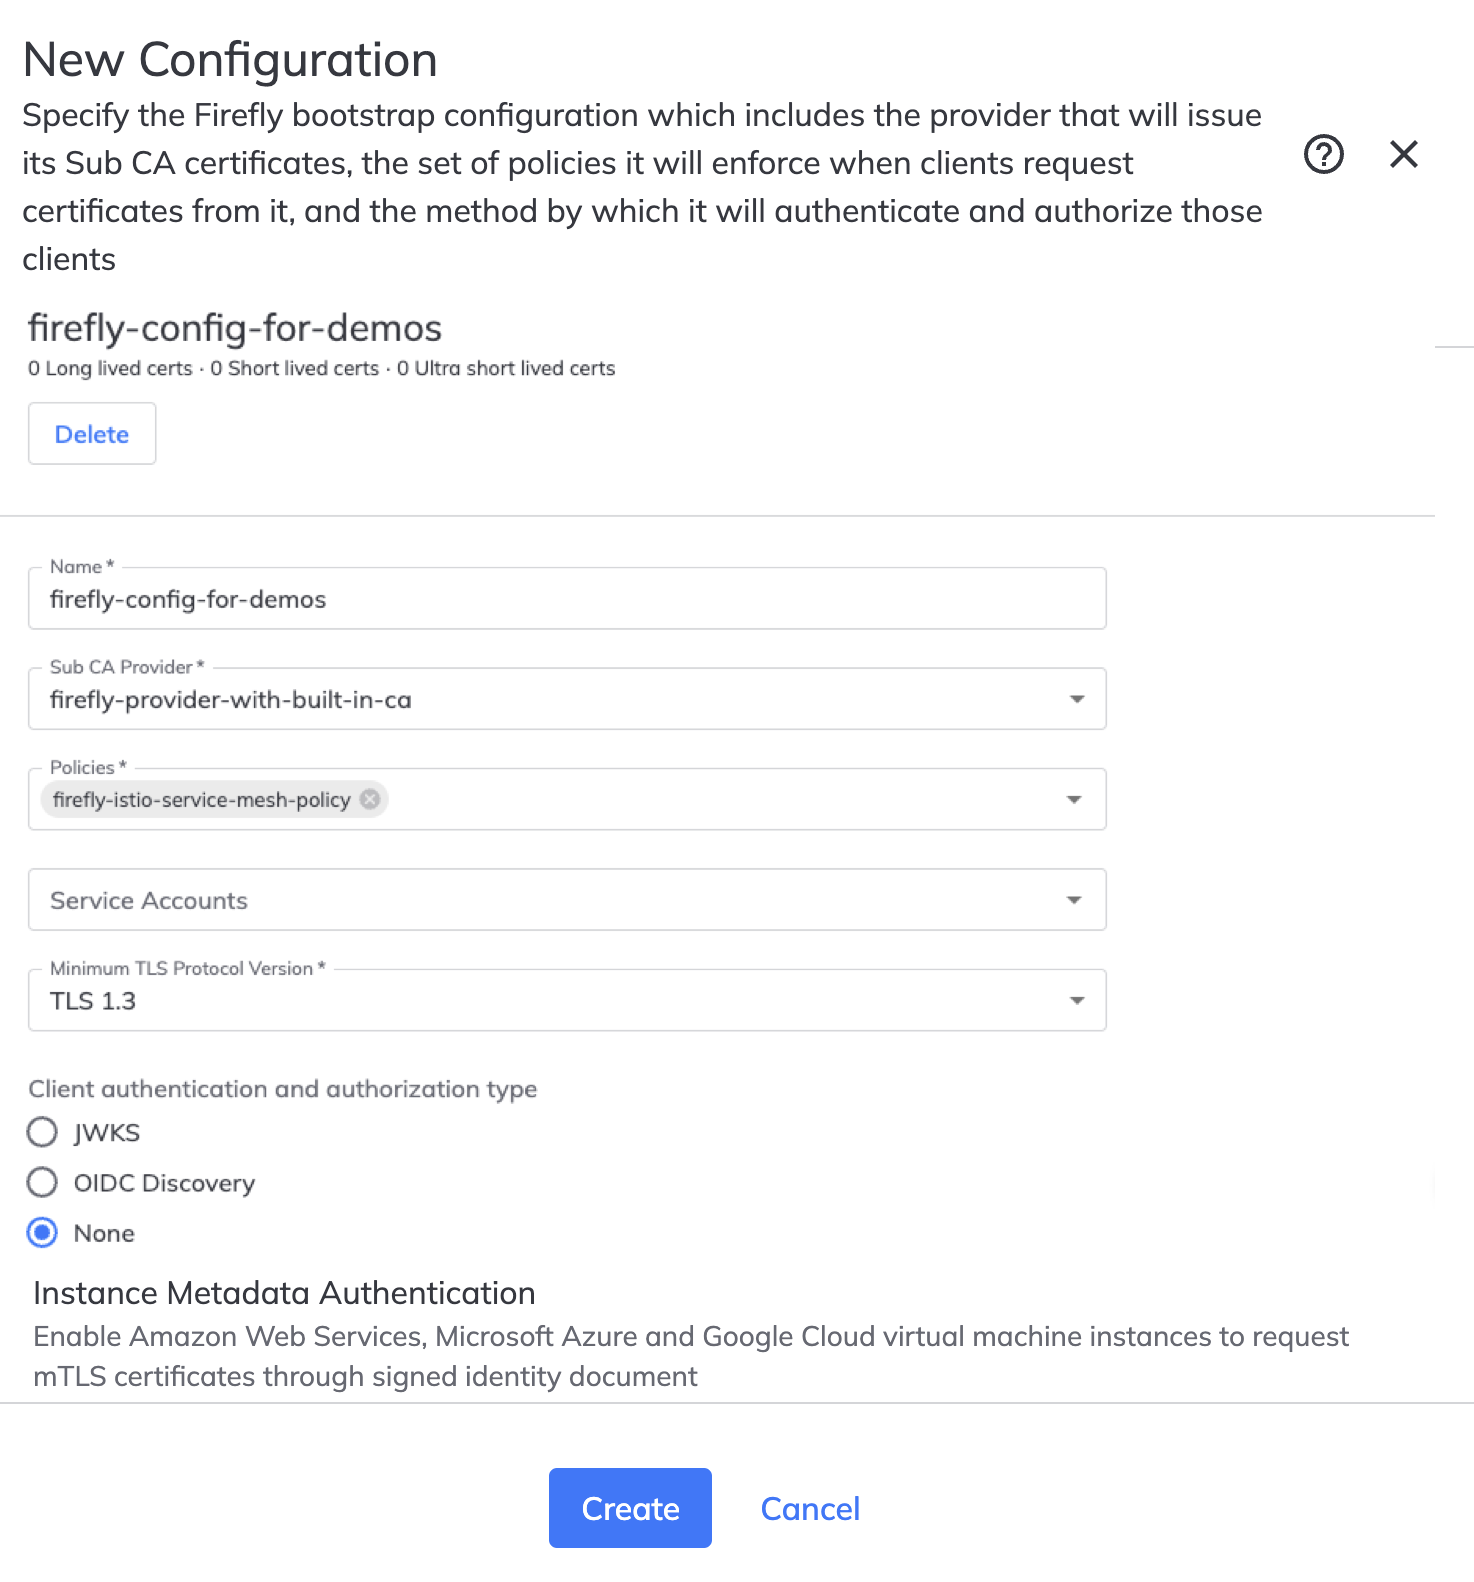 New Configuration
Specify the Firefly bootstrap configuration which includes the provider that will issue
its Sub CA certificates, the set of policies it will enforce when clients request
certificates from it, and the method by which it will authenticate and authorize those
clients
firefly-config-for-demos
0 Long lived certs · 0 Short lived certs · 0 Ultra short lived certs
Delete
Name *
firefly-config-for-demos
Sub CA Provider *
firefly-provider-with-built-in-ca
Policies *
firefly-istio-service-mesh-policy
Service Accounts
Minimum TLS Protocol Version *
TLS 1.3
Client authentication and authorization type
JWKS
OIDC Discovery
None
Instance Metadata Authentication
Enable Amazon Web Services, Microsoft Azure and Google Cloud virtual machine instances to request
mTLS certificates through signed identity document
Create Cancel